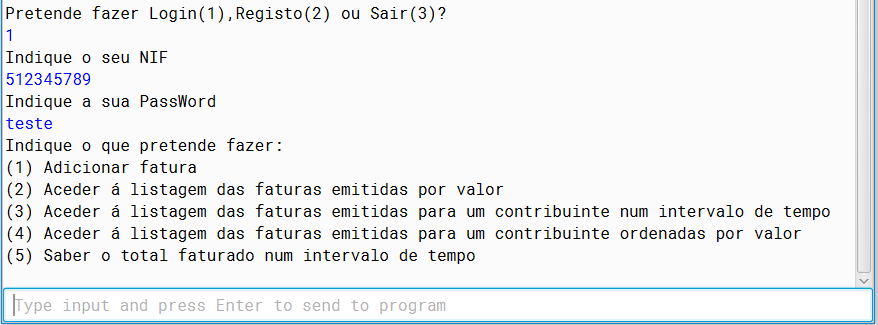 Pretende fazer Login(1),Registo(2) ou Sair(3)?
1
Indique o seu NIF
512345789
Indique a sua PassWord
teste
Indique o que pretende fazer:
(1) Adicionar fatura
(2) Aceder á listagem das faturas emitidas por valor
(3) Aceder á listagem das faturas emitidas para um contribuinte num intervalo de tempo
(4) Aceder á listagem das faturas emitidas para um contribuinte ordenadas por valor
(5) Saber o total faturado num intervalo de tempo
Type input and press Enter to send to program